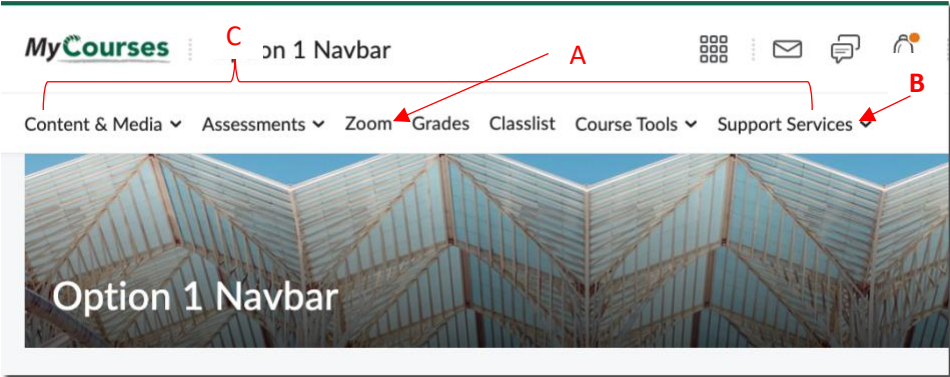 MyCourses C on 1 Navbar
A
B
Content & Media Assessments Zoom Grades Classlist Course Tools Support Services
Option 1 Navbar